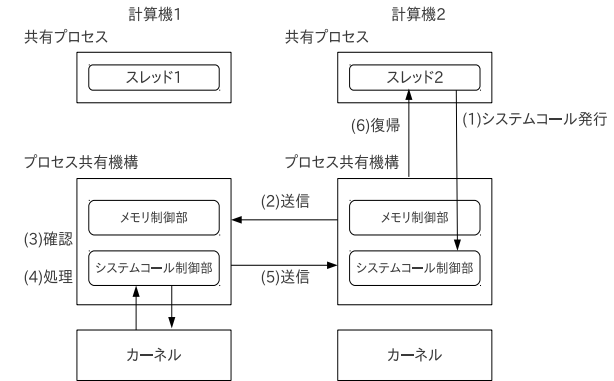 計算機1
計算機2
共有プロセス
共有プロセス
スレッド1
スレッド2
(6)復帰
(1)システムコール発行
プロセス共有機構
プロセス共有機構
(2)送信
メモリ制御部
メモリ制御部
(3)確認
(4)処理
システムコール制御部
(5)送信
システムコール制御部
カーネル
カーネル